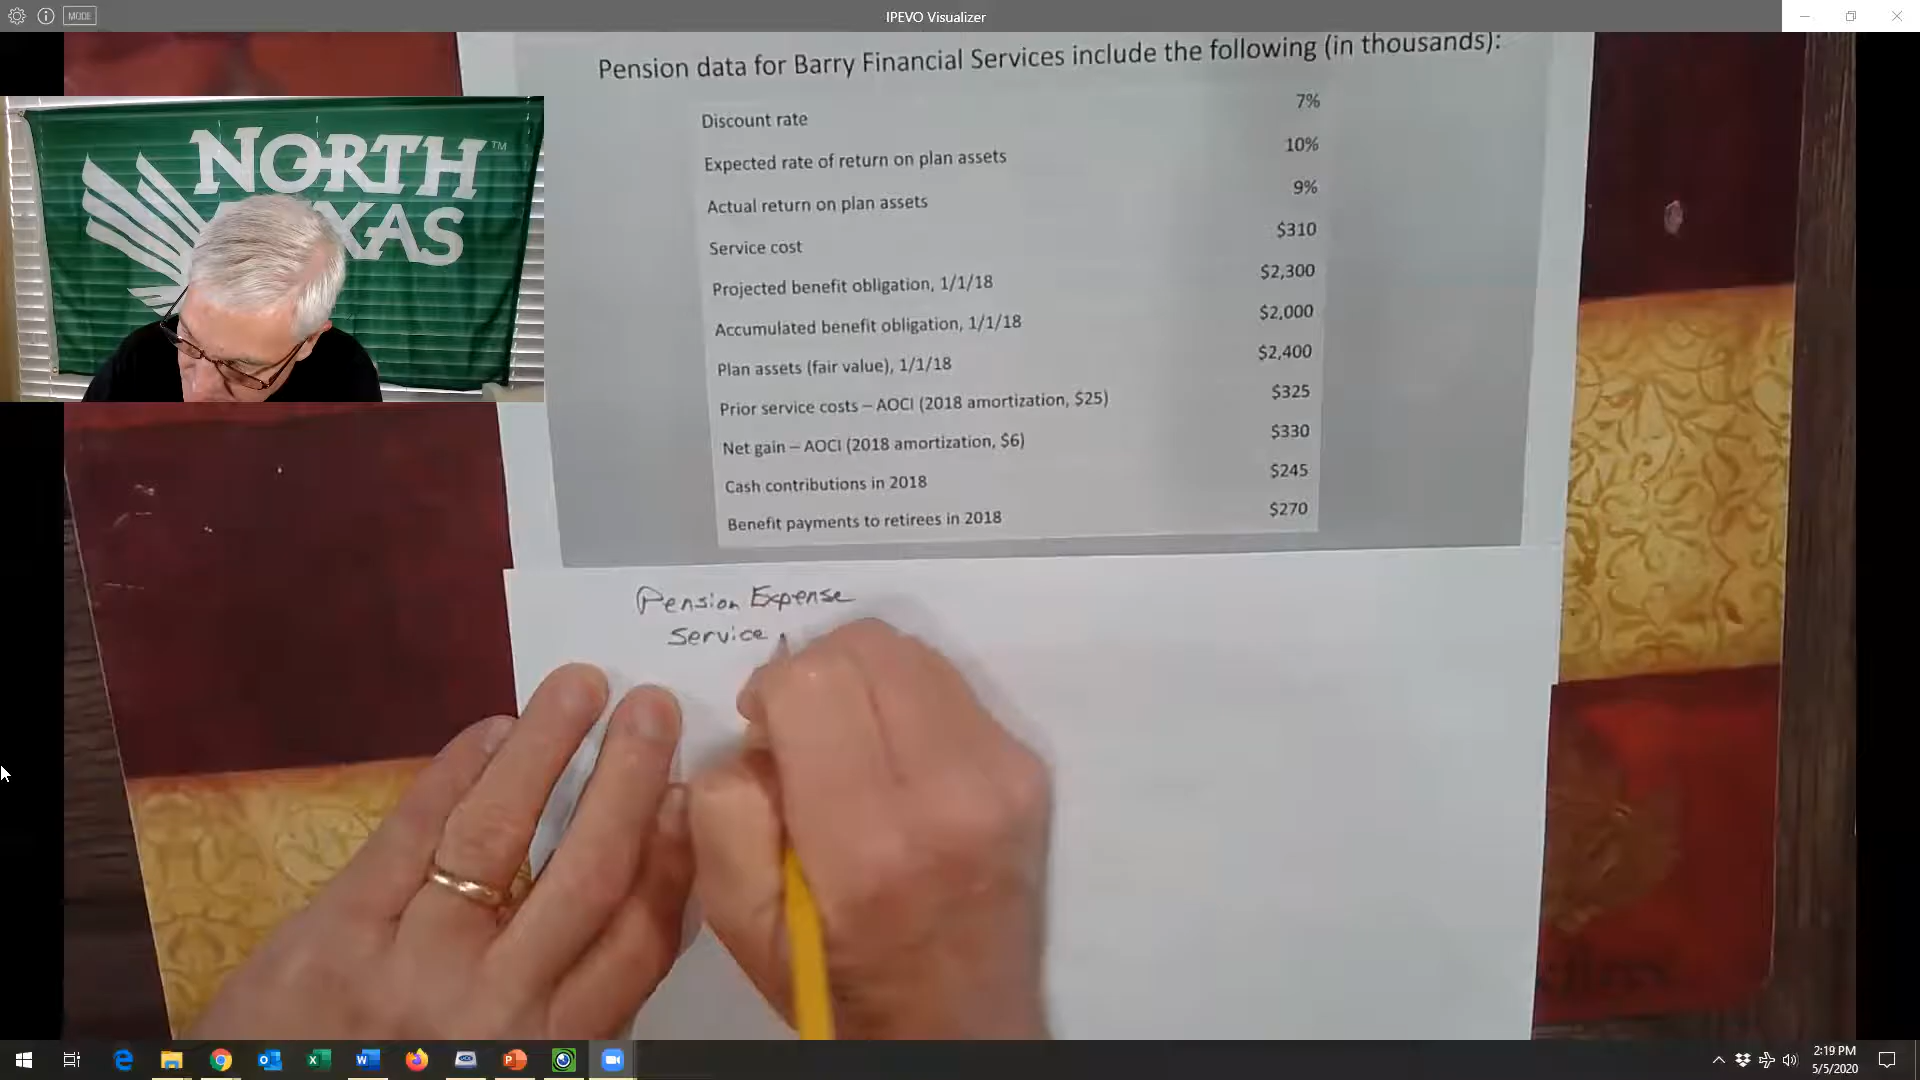 MODE
IPEVO Visualizer
NORTH
TEXAS
TM
Pension data for Barry Financial Services include the following (in thousands):
Discount rate 7%
Expected rate of return on plan assets 10%
Actual return on plan assets 9%
Service cost $310
Projected benefit obligation, 1/1/18 $2,300
Accumulated benefit obligation, 1/1/18 $2,000
Plan assets (fair value), 1/1/18 $2,400
Prior service costs – AOCI (2018 amortization, $25) $325
Net gain – AOCI (2018 amortization, $6) $330
Cash contributions in 2018 $245
Benefit payments to retirees in 2018 $270
Pension Expense
Service
2:19 PM
5/5/2020